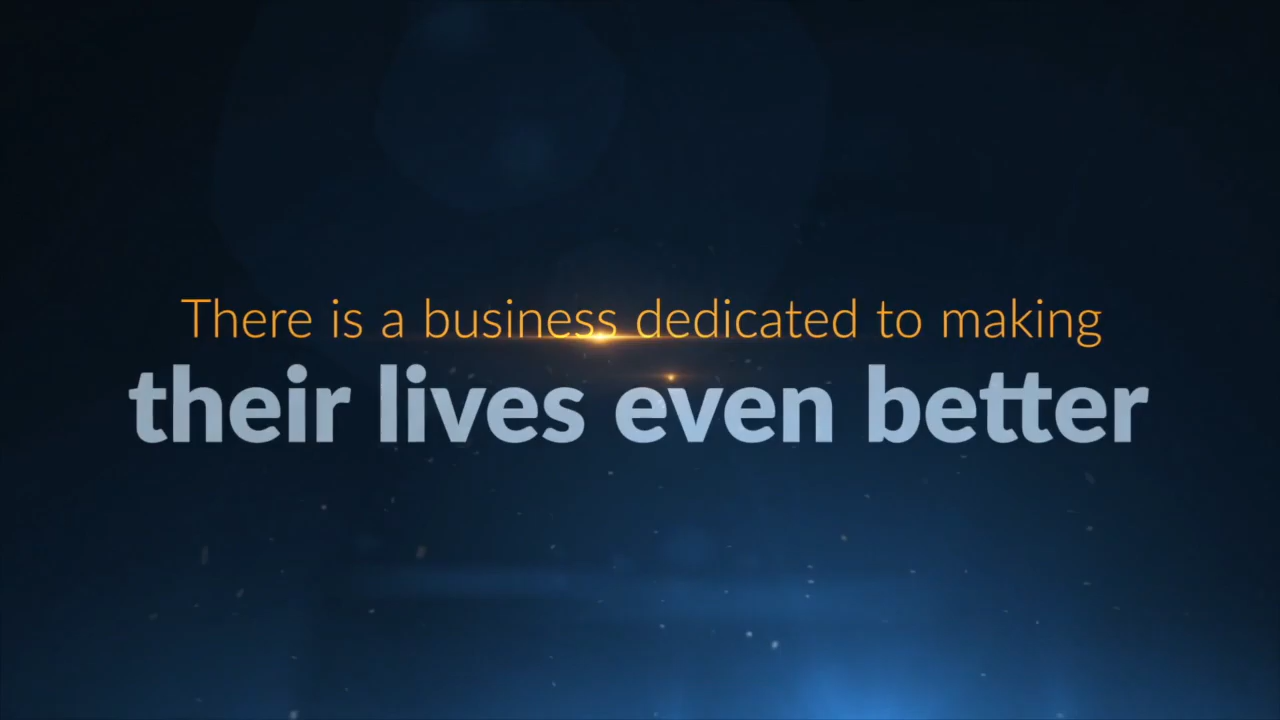 There is a business dedicated to making
their lives even better